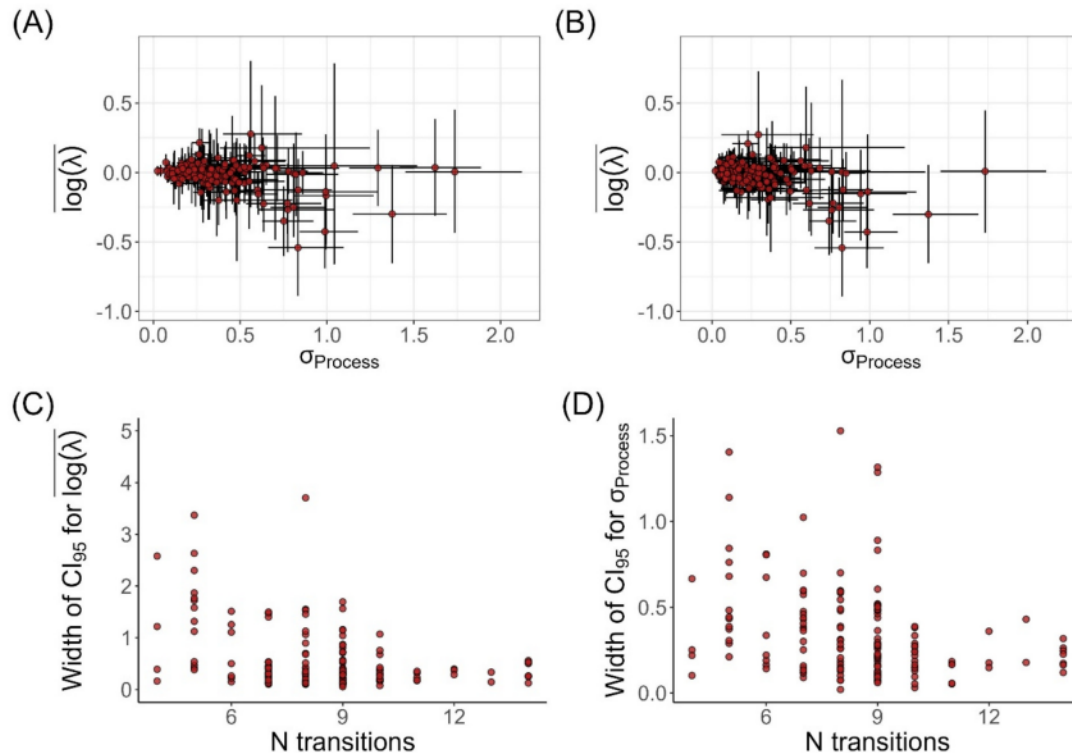 (A)
(B)
log(λ)
0.5
0.0
-0.5
-1.0
0.0 0.5 1.0 1.5 2.0
σProcess
log(λ)
0.5
0.0
-0.5
-1.0
0.0 0.5 1.0 1.5 2.0
σProcess
(C)
(D)
Width of CI95 for log(λ)
5
4
3
2
1
0
6 9 12
N transitions
Width of CI95 for σProcess
1.5
1.0
0.5
0.0
6 9 12
N transitions